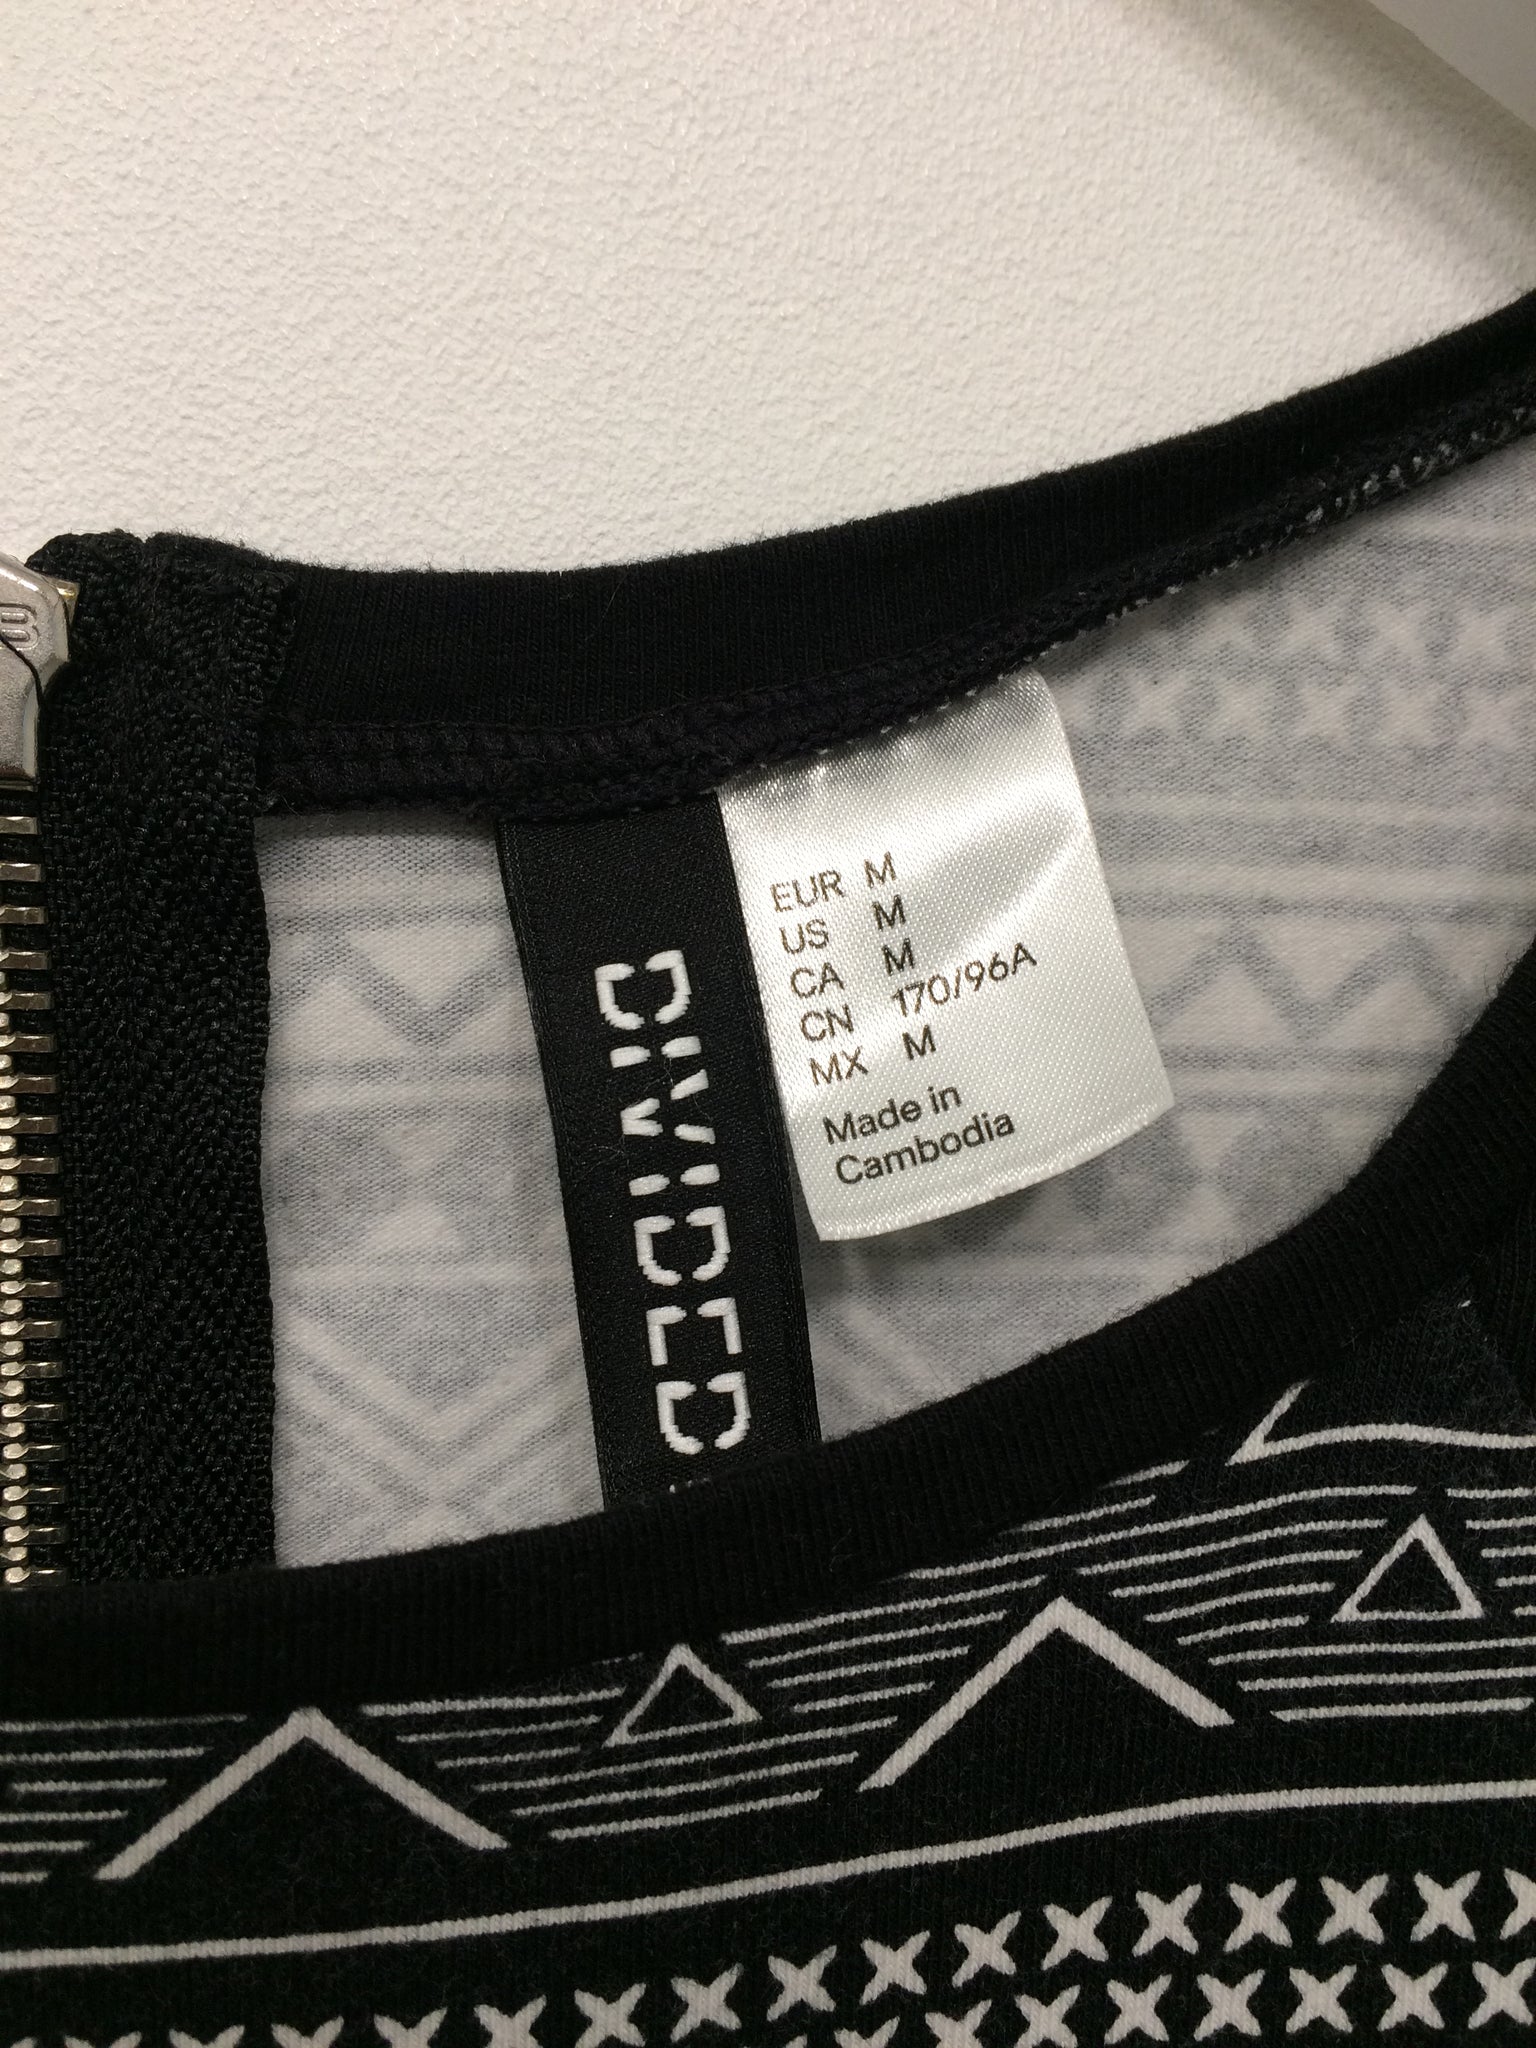 DIVIDED
EUR M
US M
CA M
CN 170/96A
MX M
Made in
Cambodia